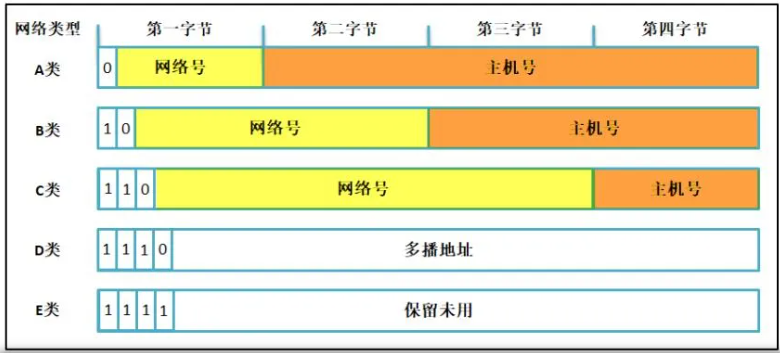 网络类型 第一字节 第二字节 第三字节 第四字节
A类 0 网络号 主机号
B类 1 0 网络号 主机号
C类 1 1 0 网络号 主机号
D类 1 1 1 0 多播地址
E类 1 1 1 1 保留未用